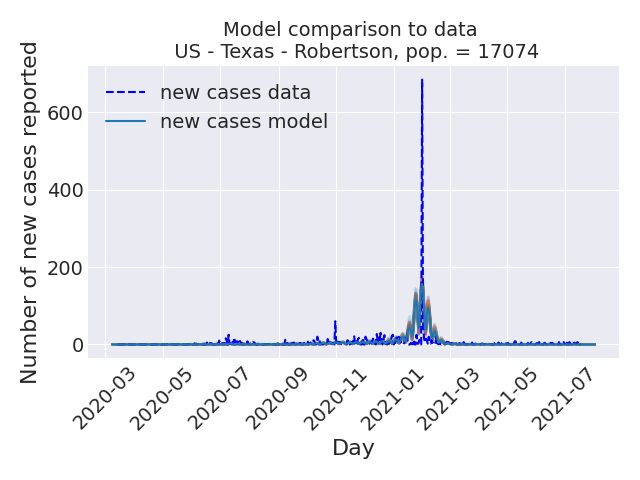 Model comparison to data
US - Texas - Robertson, pop. = 17074
Number of new cases reported
600
400
200
0
new cases data
new cases model
2020-03
2020-05
2020-07
2020-09
2020-11
2021-01
2021-03
2021-05
2021-07
Day